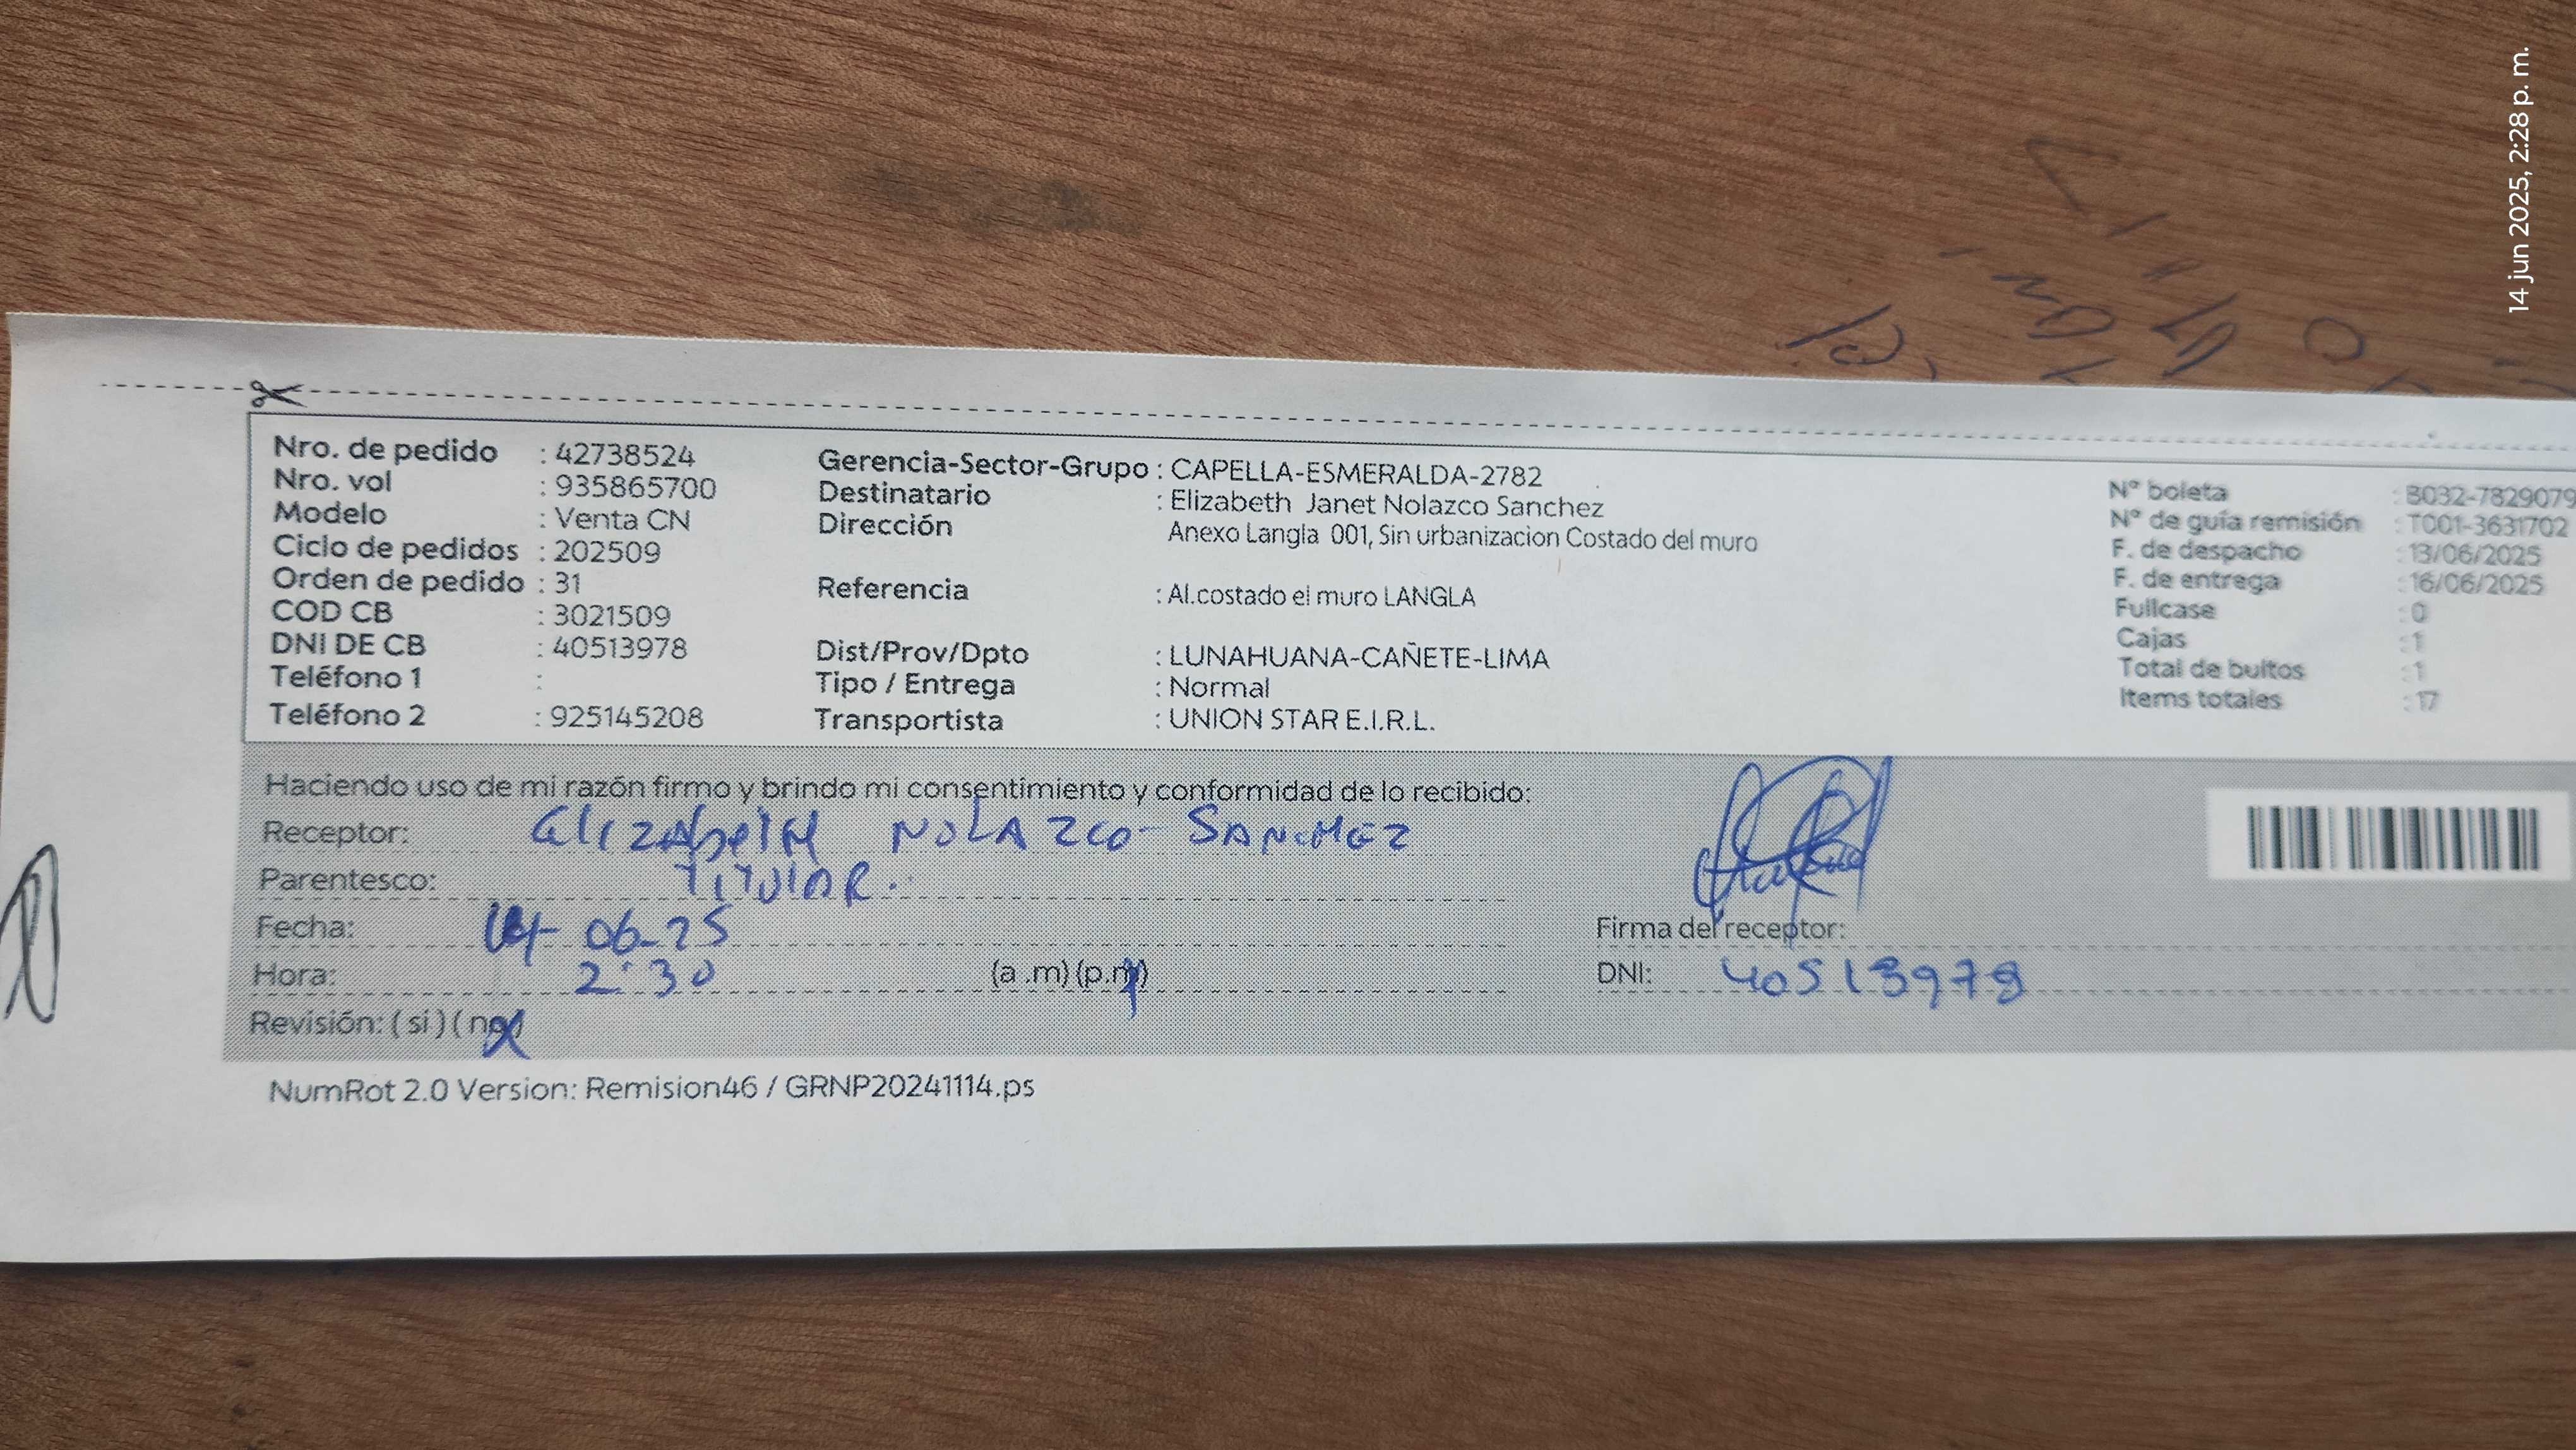 14 jun 2025, 2:28 p. m.
Nro. de pedido : 42738524
Nro. vol : 935865700
Modelo : Venta CN
Ciclo de pedidos : 202509
Orden de pedido : 31
COD CB : 3021509
DNI DE CB : 40513978
Teléfono 1 :
Teléfono 2 : 925145208
Gerencia-Sector-Grupo : CAPELLA-ESMERALDA-2782
Destinatario : Elizabeth Janet Nolazco Sanchez
Dirección Anexo Langla 001, Sin urbanizacion Costado del muro
Referencia : Al.costado el muro LANGLA
Dist/Prov/Dpto : LUNAHUANA-CAÑETE-LIMA
Tipo / Entrega : Normal
Transportista : UNION STAR E.I.R.L.
Nº boleta : B032-7829079
Nº de guía remisión : T001-3631702
F. de despacho : 13/06/2025
F. de entrega : 16/06/2025
Fullcase : 0
Cajas : 1
Total de bultos : 1
Items totales : 17
Haciendo uso de mi razón firmo y brindo mi consentimiento y conformidad de lo recibido:
Receptor: Elizabeth NOLAZCO SANCHEZ
Parentesco: TITULAR.
Fecha: 14-06-25
Hora: 2:30 (a .m) (p.m)
Revisión: ( si ) ( no )
Firma del receptor:
DNI: 40513978
NumRot 2.0 Version: Remision46 / GRNP20241114.ps